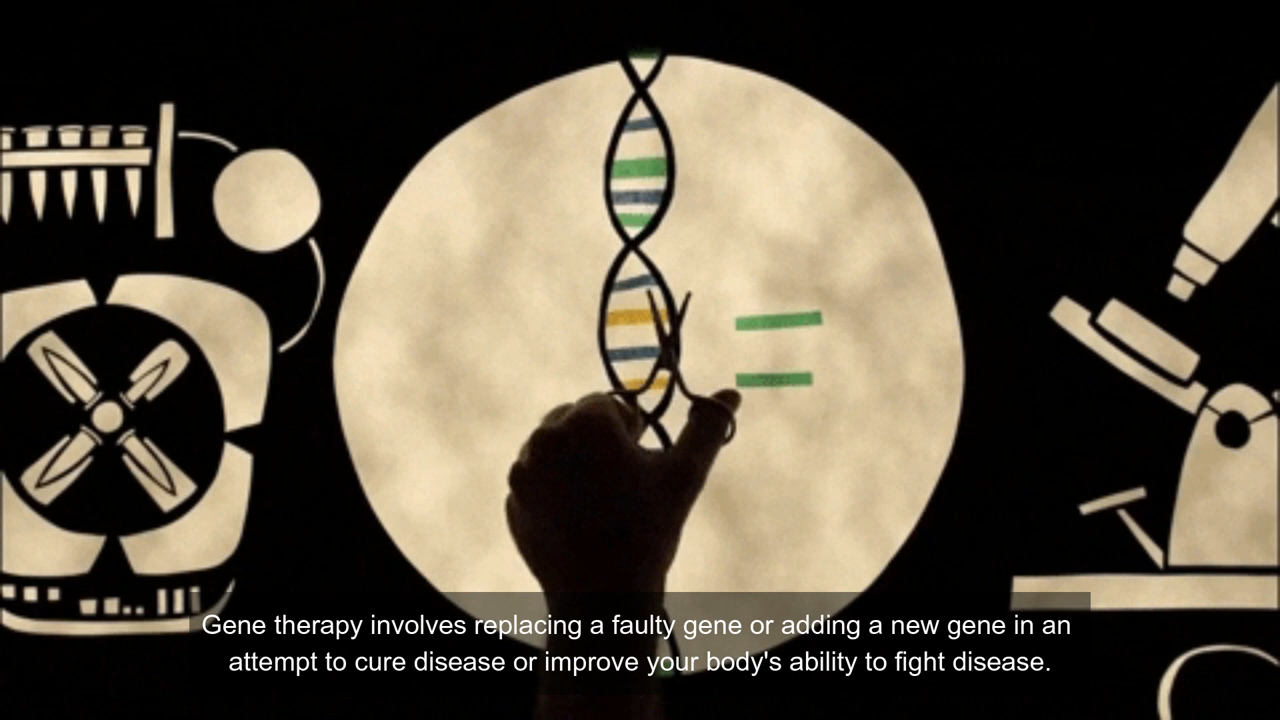 Gene therapy involves replacing a faulty gene or adding a new gene in an
attempt to cure disease or improve your body's ability to fight disease.